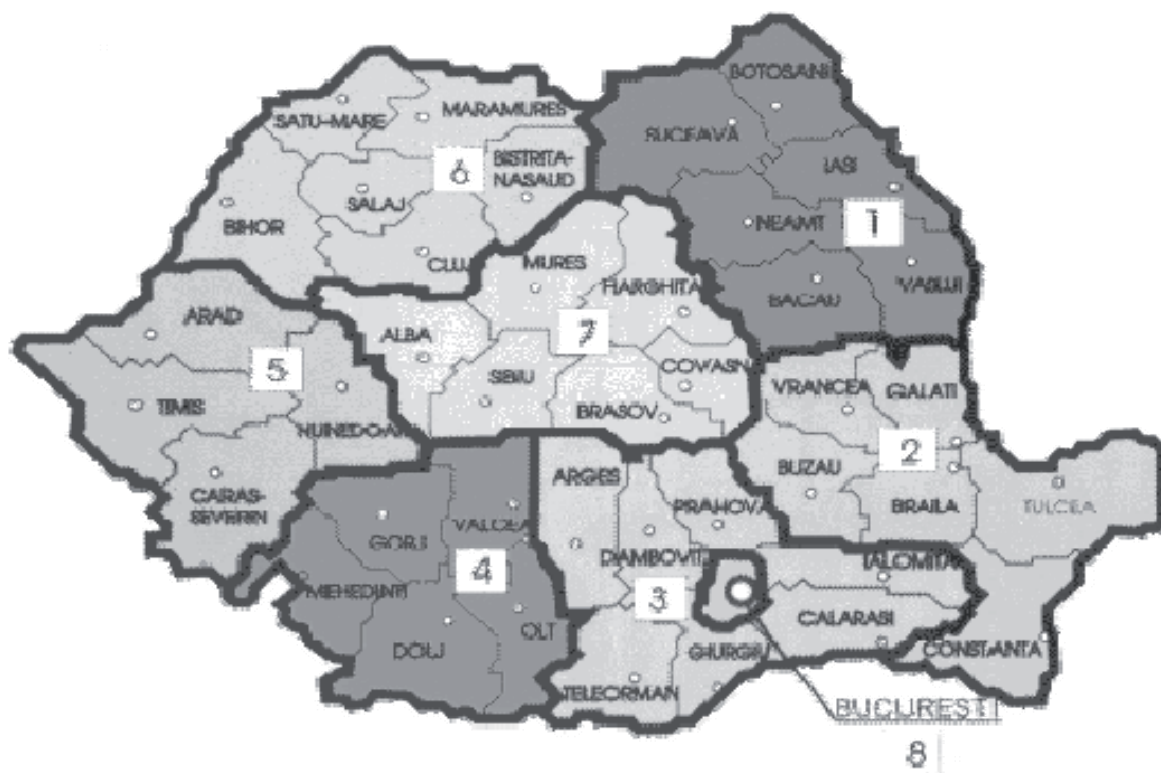 BOTOSANI
SUCEAVA
IASI
NEAMT
1
BACAU
VASLUI
SATU-MARE
MARAMURES
6
BISTRITA-
NASAUD
SALAJ
BIHOR
CLUJ
MURES
HARGHITA
7
ALBA
SIBIU
COVASN
BRASOV
ARAD
5
TIMIS
HUNEDOARA
CARAS-
SEVERIN
VRANCEA
GALATI
2
BUZAU
BRAILA
TULCEA
CONSTANTA
VALCEA
GORJ
4
MEHEDINTI
OLT
DOLJ
ARGES
PRAHOVA
DAMBOVIT
3
IALOMITA
CALARASI
GIURGIU
TELEORMAN
BUCURESTI
8